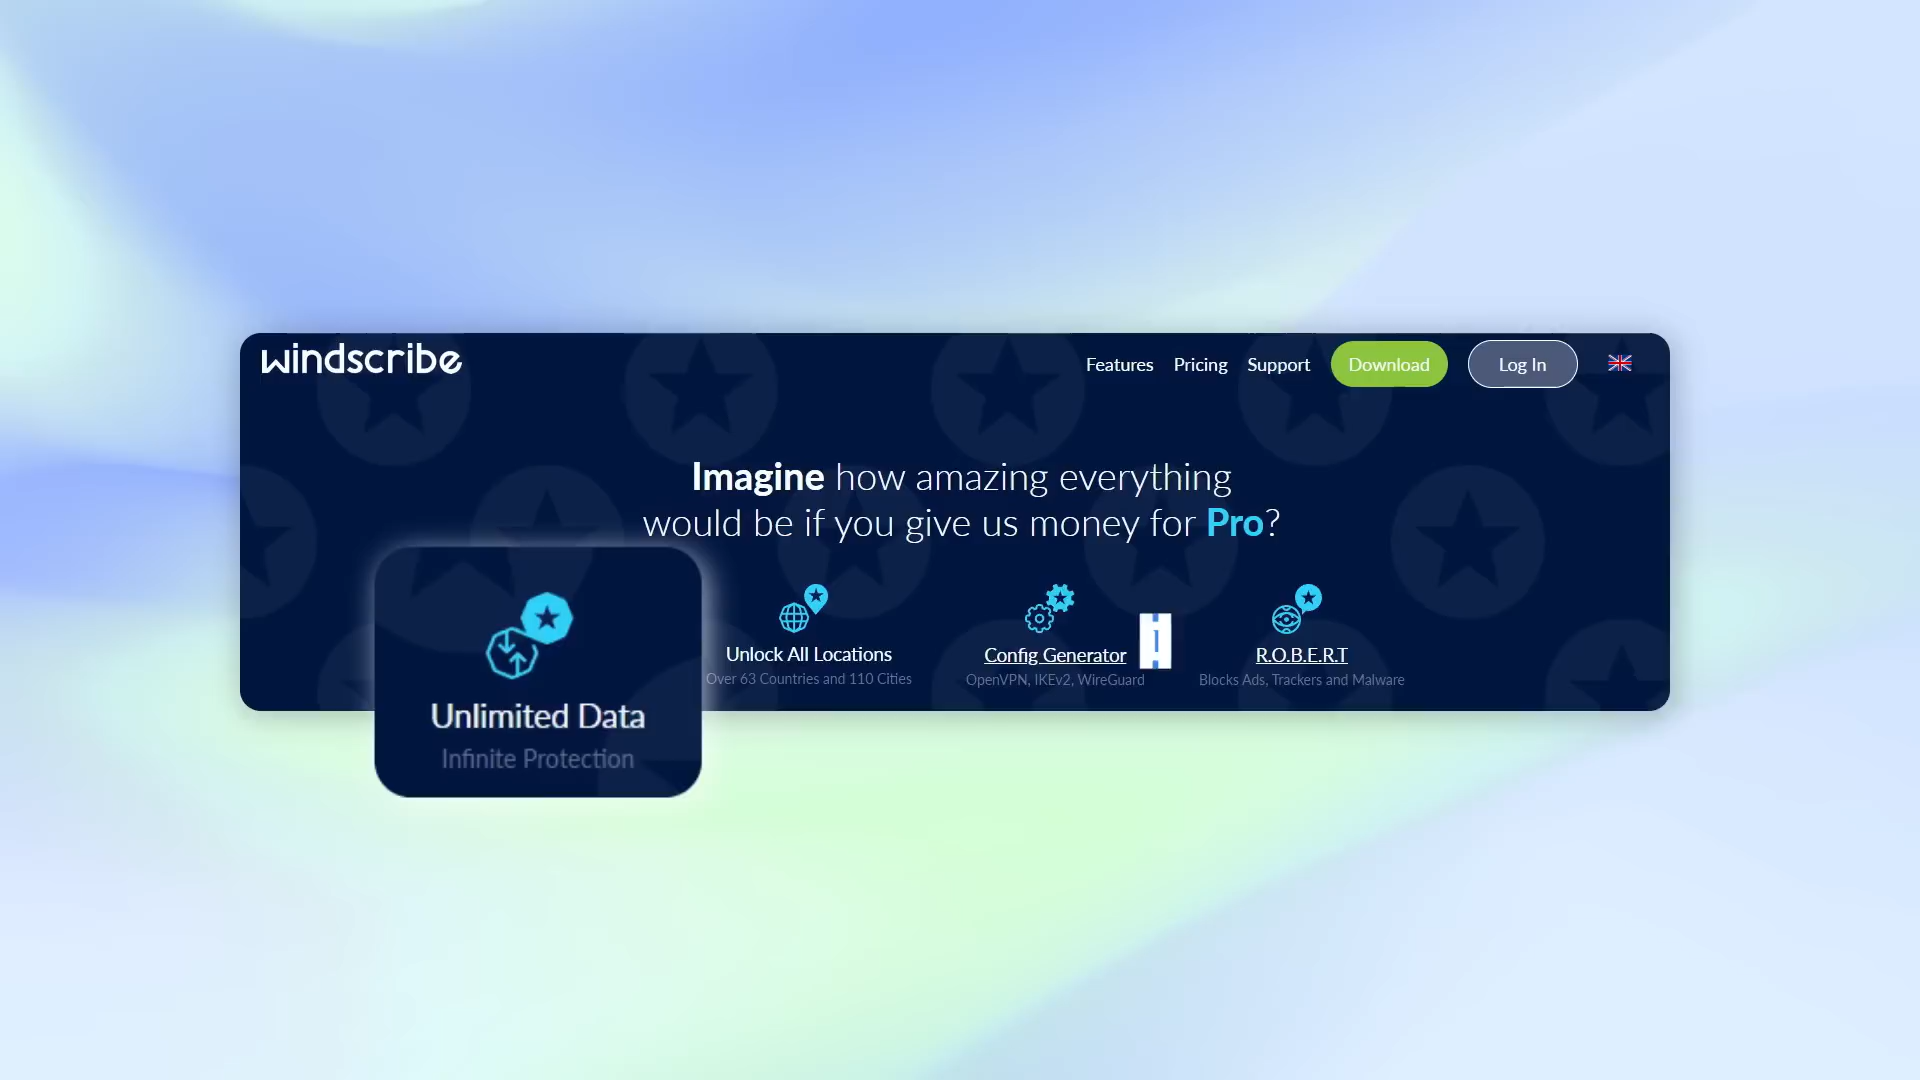 windscribe
Features Pricing Support Download Log In
Imagine how amazing everything
would be if you give us money for Pro?
Unlimited Data
Infinite Protection
Unlock All Locations
Over 63 Countries and 110 Cities
Config Generator
OpenVPN, IKEv2, WireGuard
R.O.B.E.R.T
Blocks Ads, Trackers and Malware